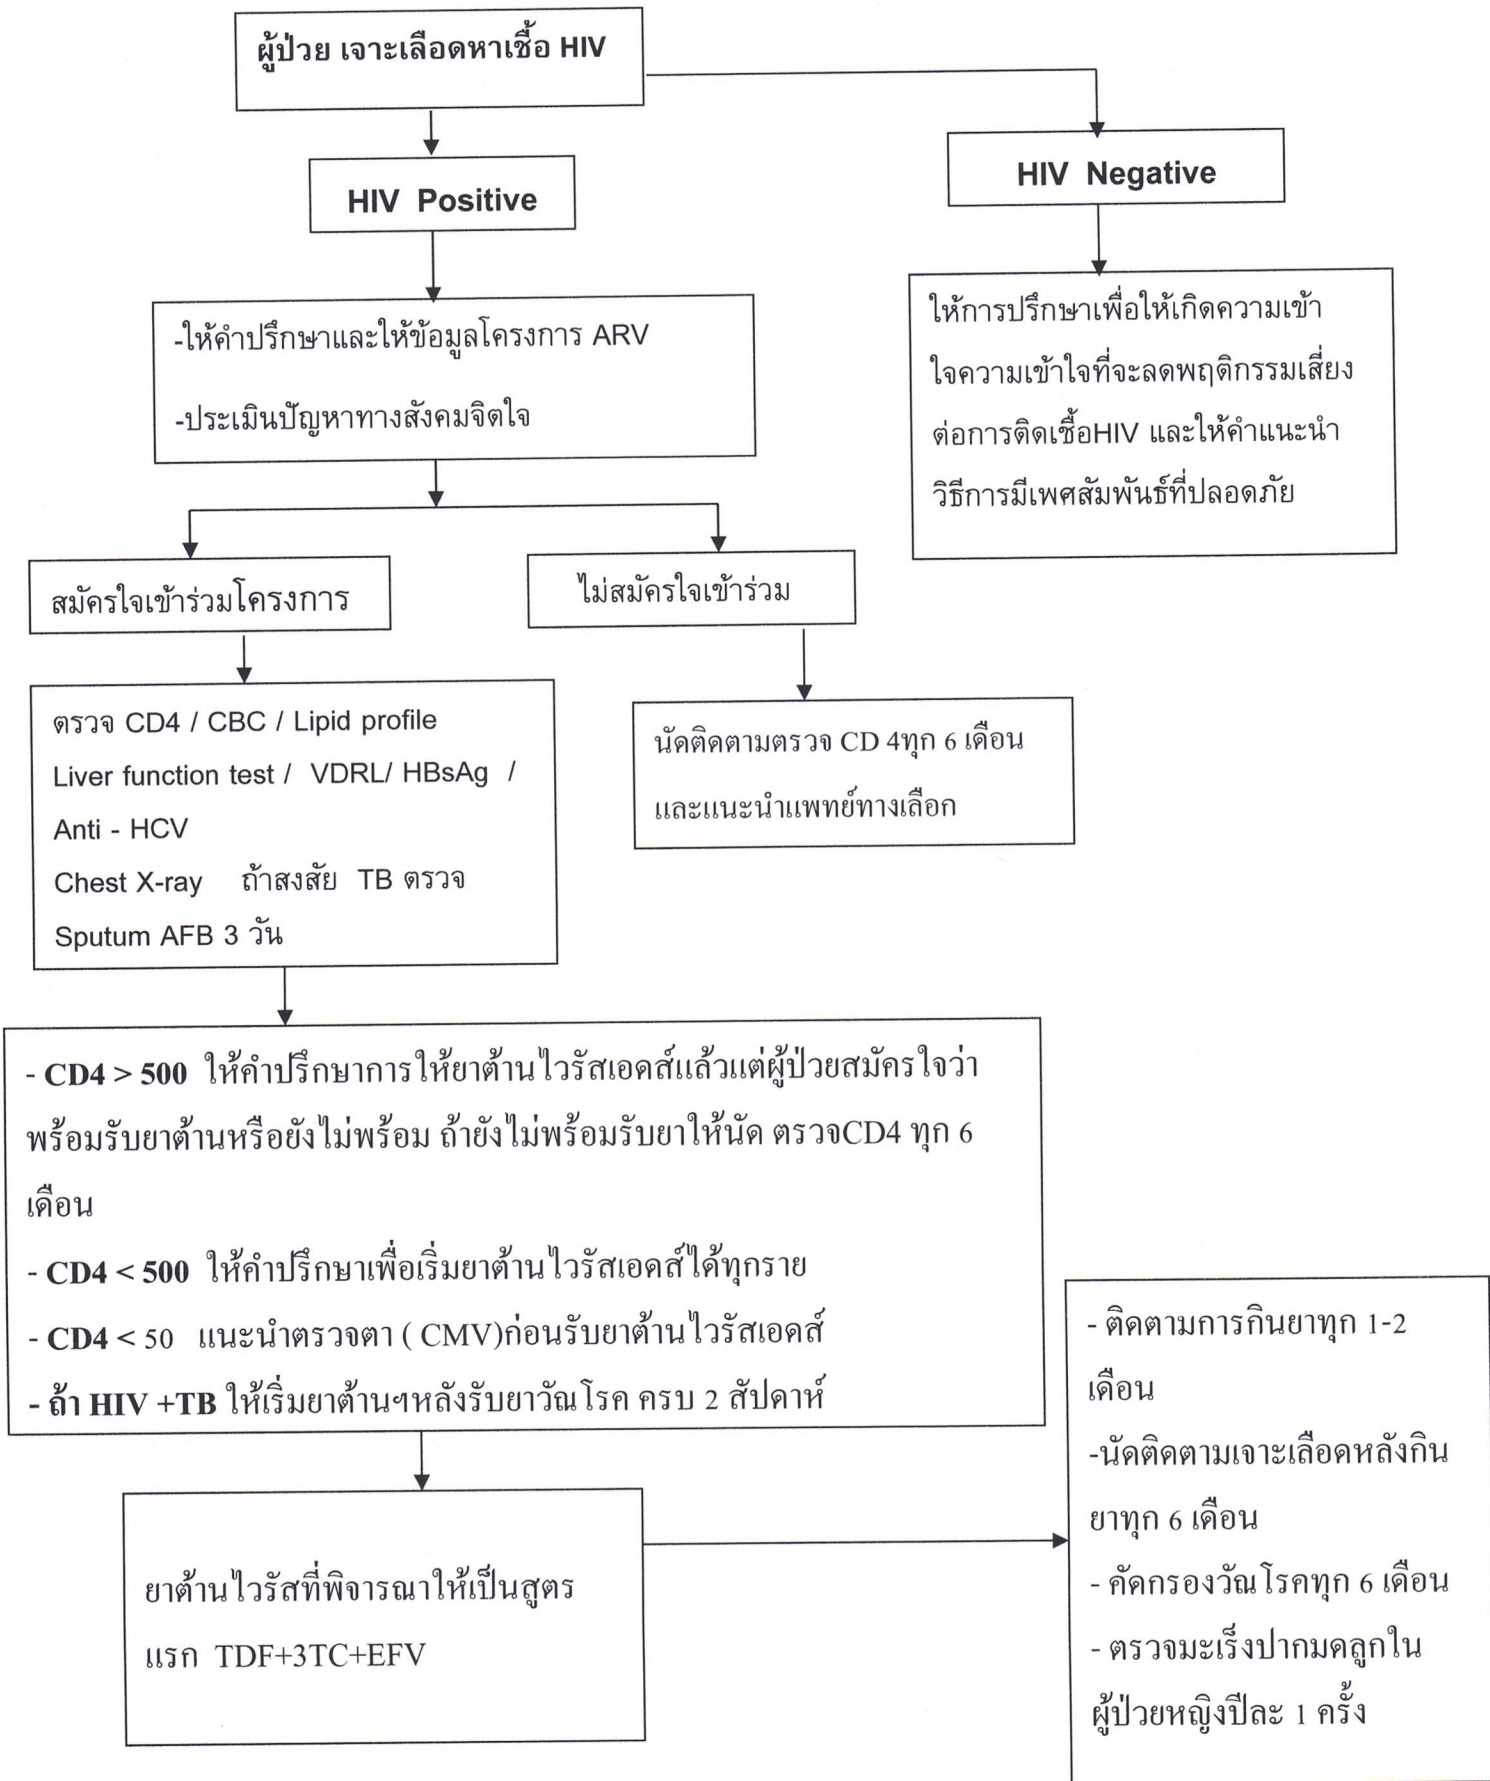 ผู้ป่วย เจาะเลือดหาเชื้อ HIV
HIV Positive
HIV Negative
-ให้คำปรึกษาและให้ข้อมูลโครงการ ARV
-ประเมินปัญหาทางสังคมจิตใจ
ให้การปรึกษาเพื่อให้เกิดความเข้า
ใจความเข้าใจที่จะลดพฤติกรรมเสี่ยง
ต่อการติดเชื้อHIV และให้คำแนะนำ
วิธีการมีเพศสัมพันธ์ที่ปลอดภัย
สมัครใจเข้าร่วมโครงการ
ไม่สมัครใจเข้าร่วม
ตรวจ CD4 / CBC / Lipid profile
Liver function test / VDRL/ HBsAg /
Anti - HCV
Chest X-ray ถ้าสงสัย TB ตรวจ
Sputum AFB 3 วัน
นัดติดตามตรวจ CD 4ทุก 6 เดือน
และแนะนำแพทย์ทางเลือก
- CD4 > 500 ให้คำปรึกษาการให้ยาต้านไวรัสเอดส์แล้วแต่ผู้ป่วยสมัครใจว่า
พร้อมรับยาต้านหรือยังไม่พร้อม ถ้ายังไม่พร้อมรับยาให้นัด ตรวจCD4 ทุก 6
เดือน
- CD4 < 500 ให้คำปรึกษาเพื่อเริ่มยาต้านไวรัสเอดส์ได้ทุกราย
- CD4 < 50 แนะนำตรวจตา ( CMV)ก่อนรับยาต้านไวรัสเอดส์
- ถ้า HIV +TB ให้เริ่มยาต้านฯหลังรับยาวัณโรค ครบ 2 สัปดาห์
ยาต้านไวรัสที่พิจารณาให้เป็นสูตร
แรก TDF+3TC+EFV
- ติดตามการกินยาทุก 1-2
เดือน
-นัดติดตามเจาะเลือดหลังกิน
ยาทุก 6 เดือน
- คัดกรองวัณโรคทุก 6 เดือน
- ตรวจมะเร็งปากมดลูกใน
ผู้ป่วยหญิงปีละ 1 ครั้ง